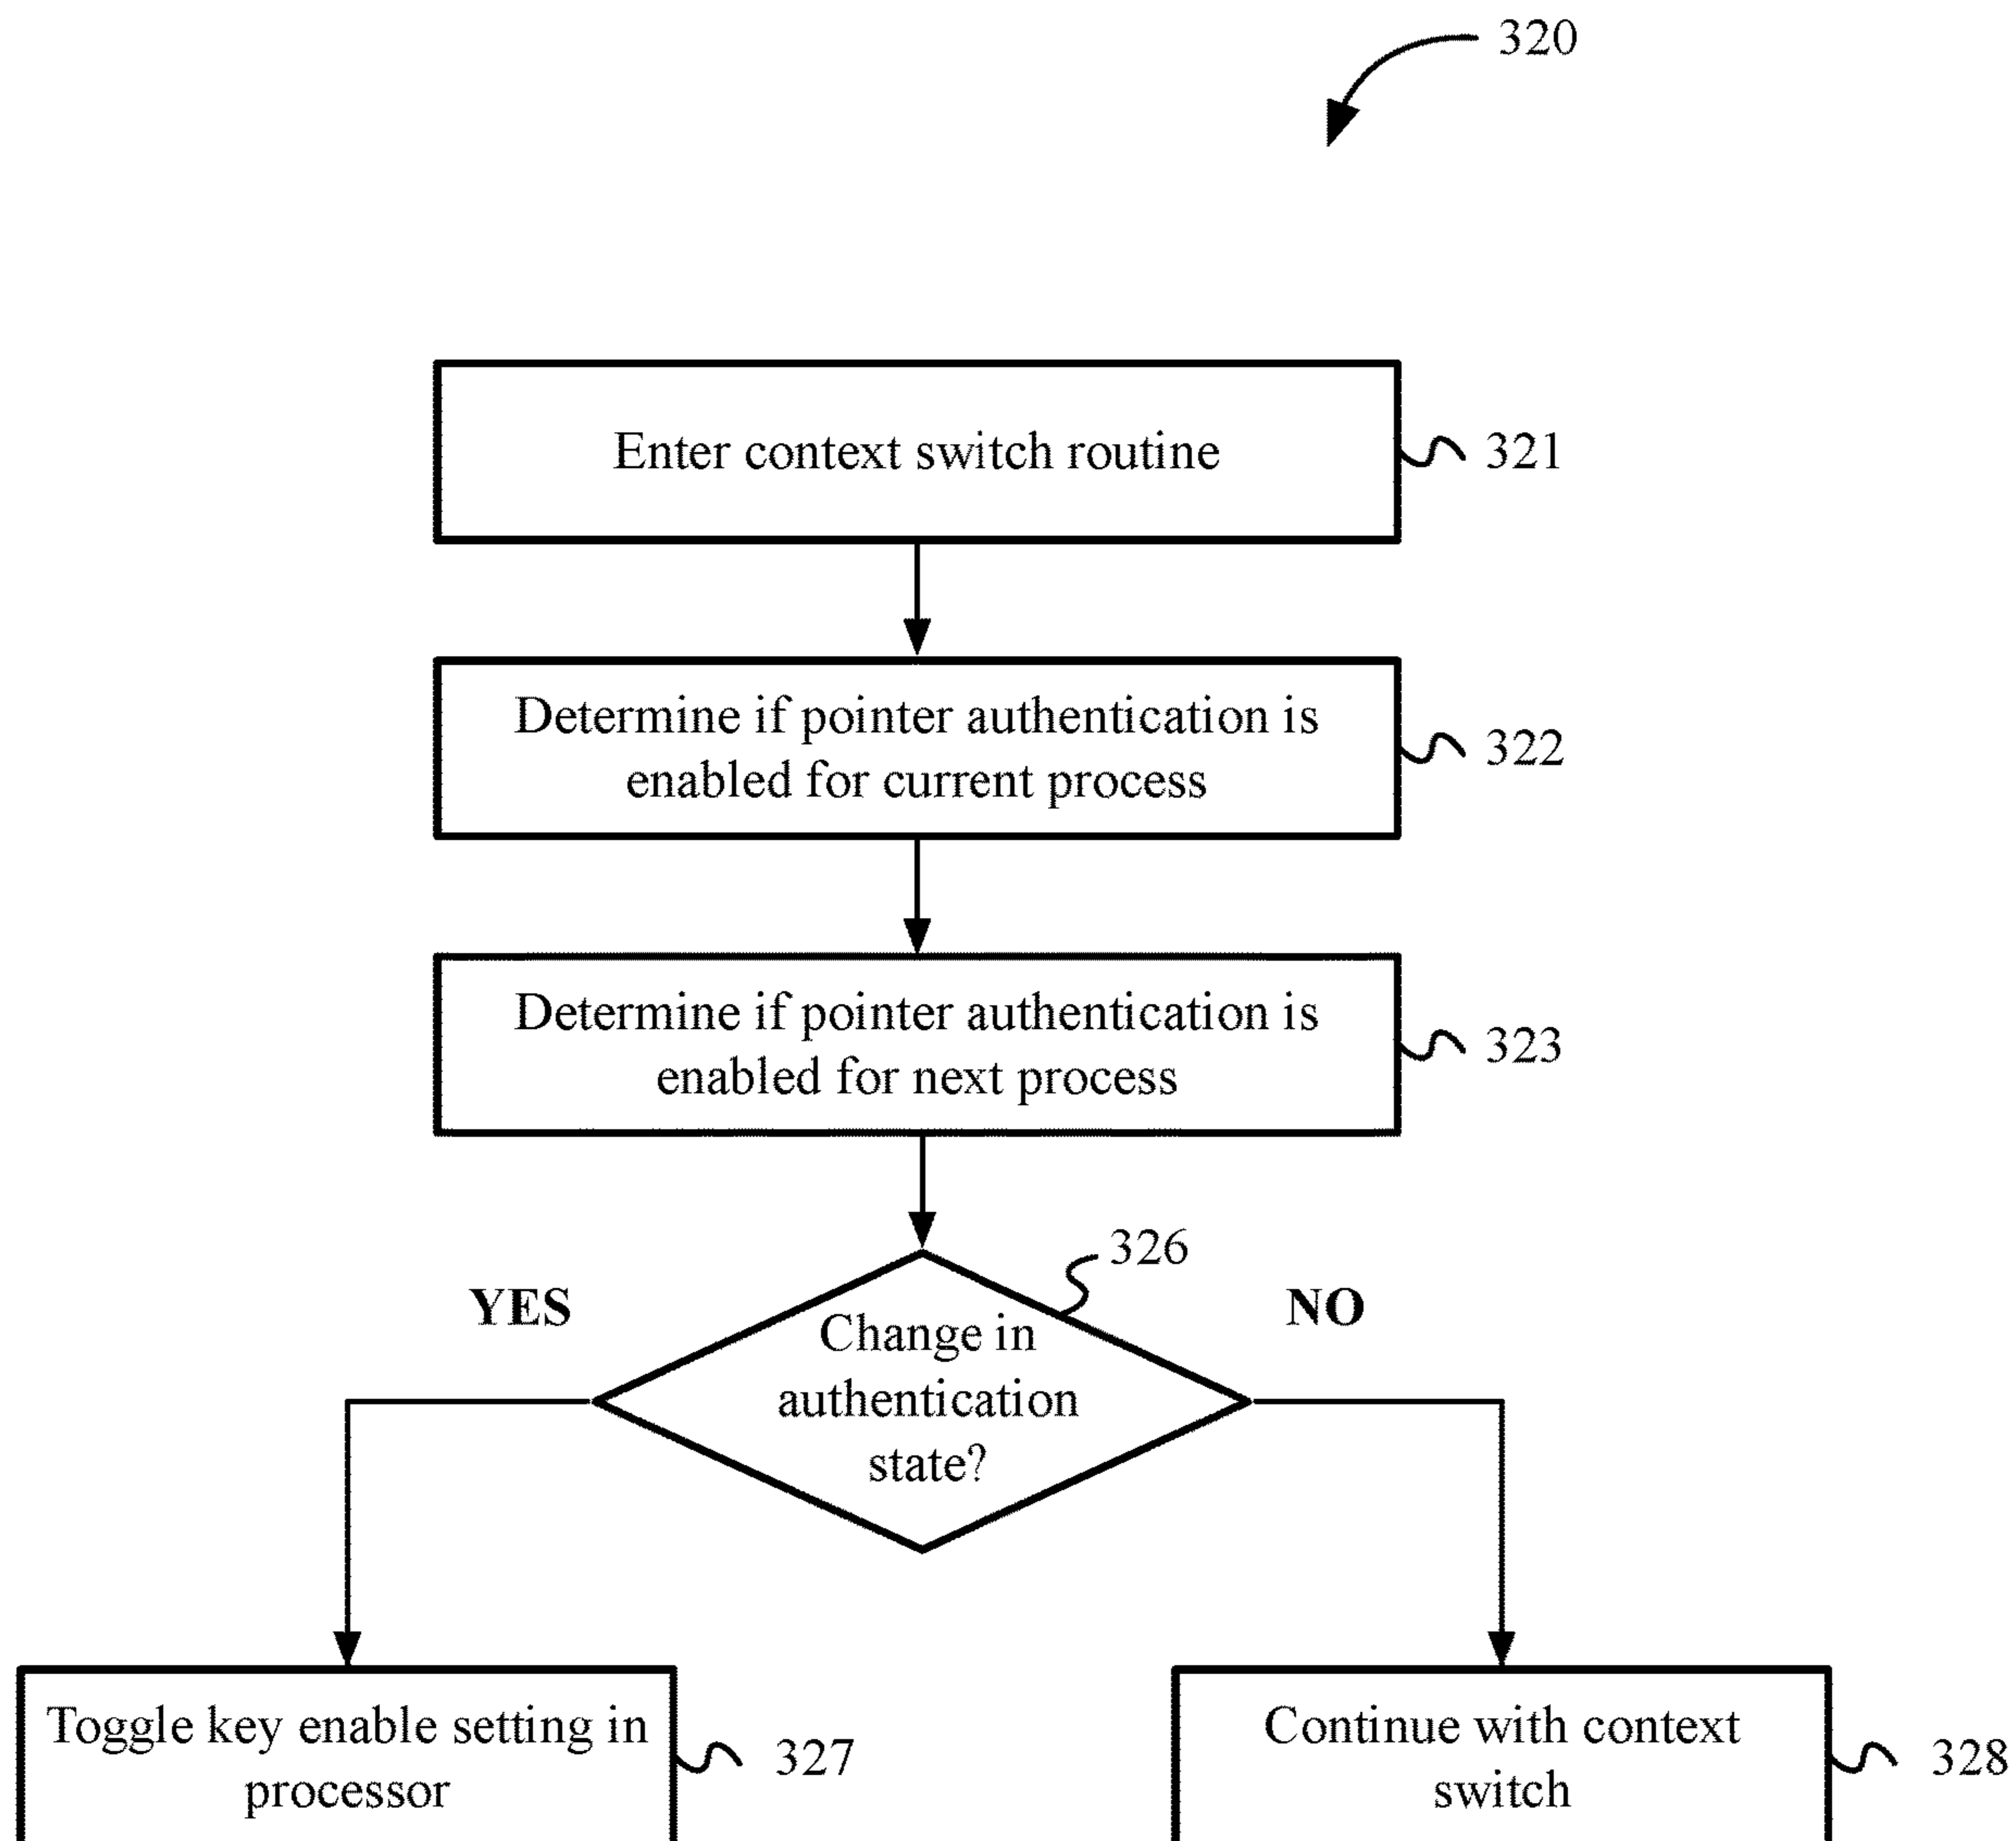 320
Enter context switch routine
321
Determine if pointer authentication is
enabled for current process
322
Determine if pointer authentication is
enabled for next process
323
326
YES
NO
Change in
authentication
state?
Toggle key enable setting in
processor
327
Continue with context
switch
328